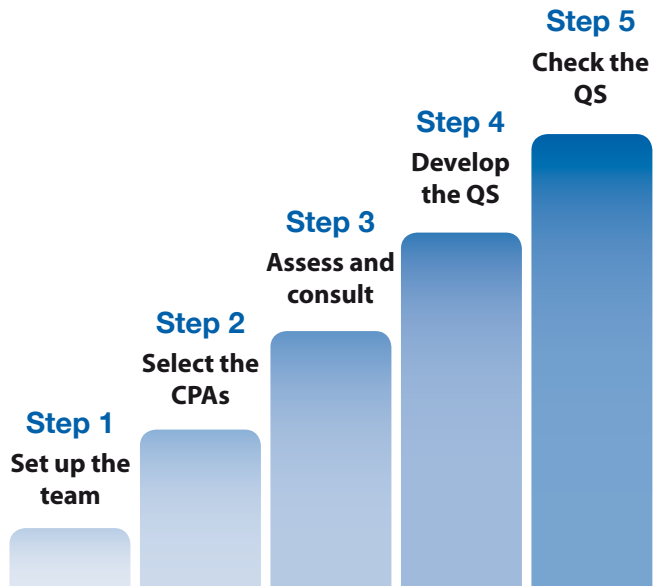 Step 1
Set up the
team
Step 2
Select the
CPAs
Step 3
Assess and
consult
Step 4
Develop
the QS
Step 5
Check the
QS